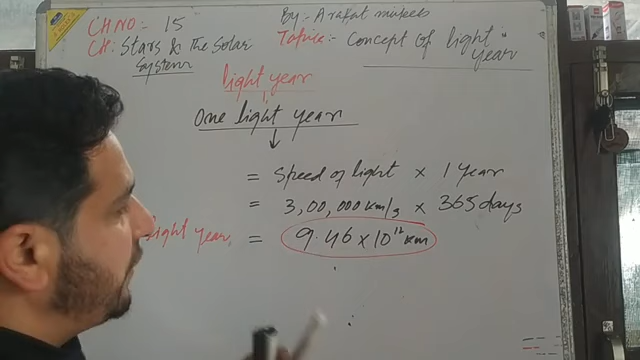 CH NO:- 15
By:- Arafat
CH: Stars & The Solar System
Topic:- Concept Of light year
light year
One light year
= Speed of light × 1 Year
= 3,00,000 km/s × 365 days
light year = 9.46 × 10¹² km